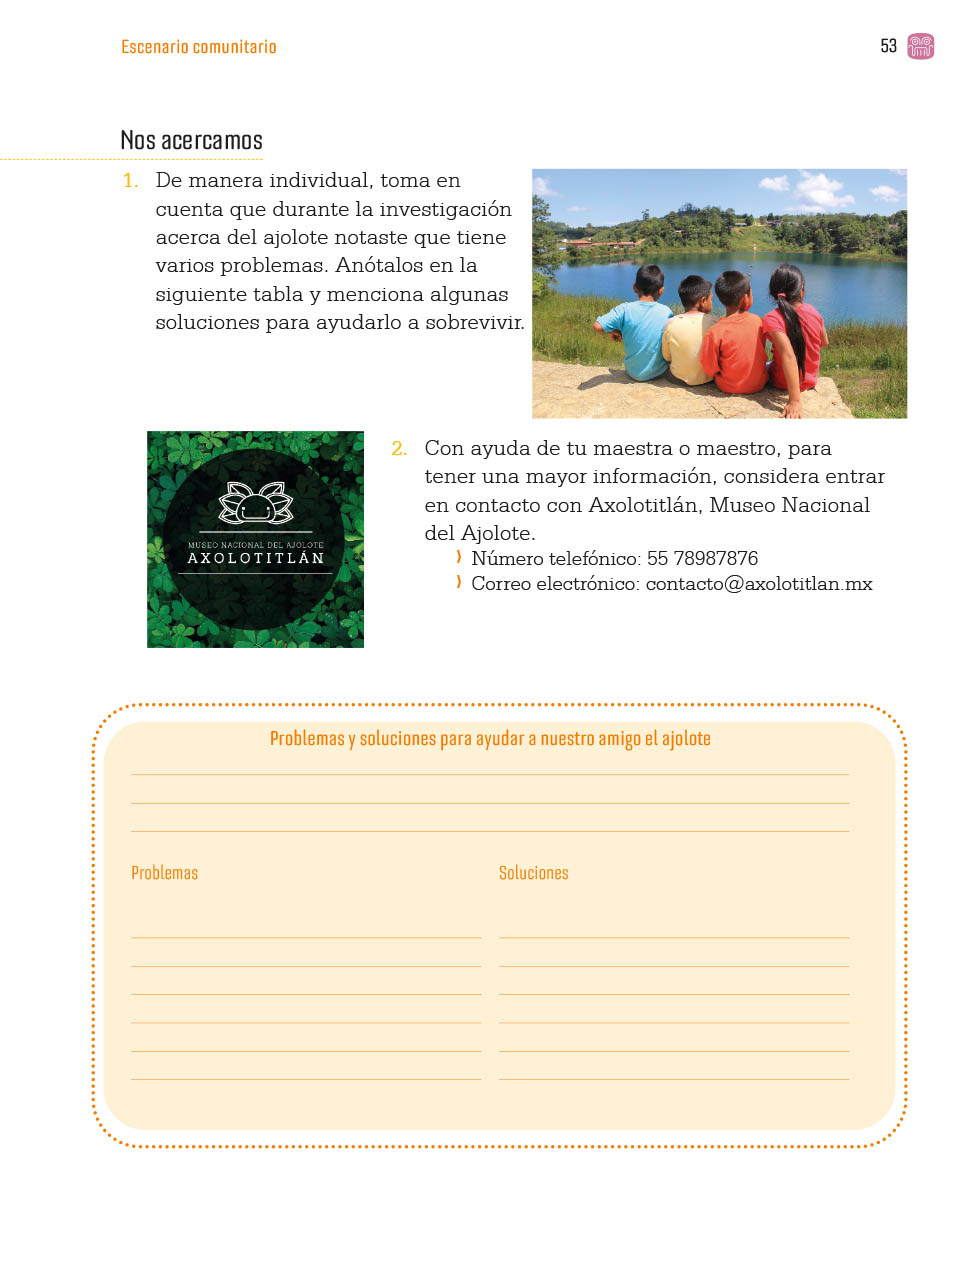 Escenario comunitario
53
Nos acercamos
1. De manera individual, toma en
cuenta que durante la investigación
acerca del ajolote notaste que tiene
varios problemas. Anótalos en la
siguiente tabla y menciona algunas
soluciones para ayudarlo a sobrevivir.
MUSEO NACIONAL DEL AJOLOTE
AXOLOTITLÁN
2. Con ayuda de tu maestra o maestro, para
tener una mayor información, considera entrar
en contacto con Axolotitlán, Museo Nacional
del Ajolote.
⟩ Número telefónico: 55 78987876
⟩ Correo electrónico: contacto@axolotitlan.mx
Problemas y soluciones para ayudar a nuestro amigo el ajolote
Problemas
Soluciones